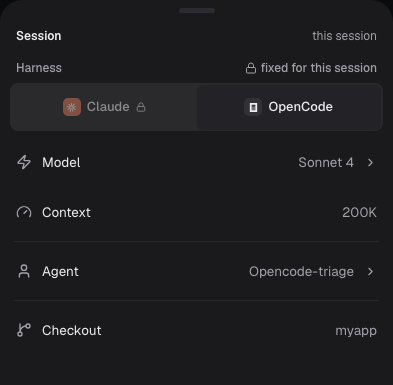 Session this session
Harness fixed for this session
Claude OpenCode
Model Sonnet 4
Context 200K
Agent Opencode-triage
Checkout myapp